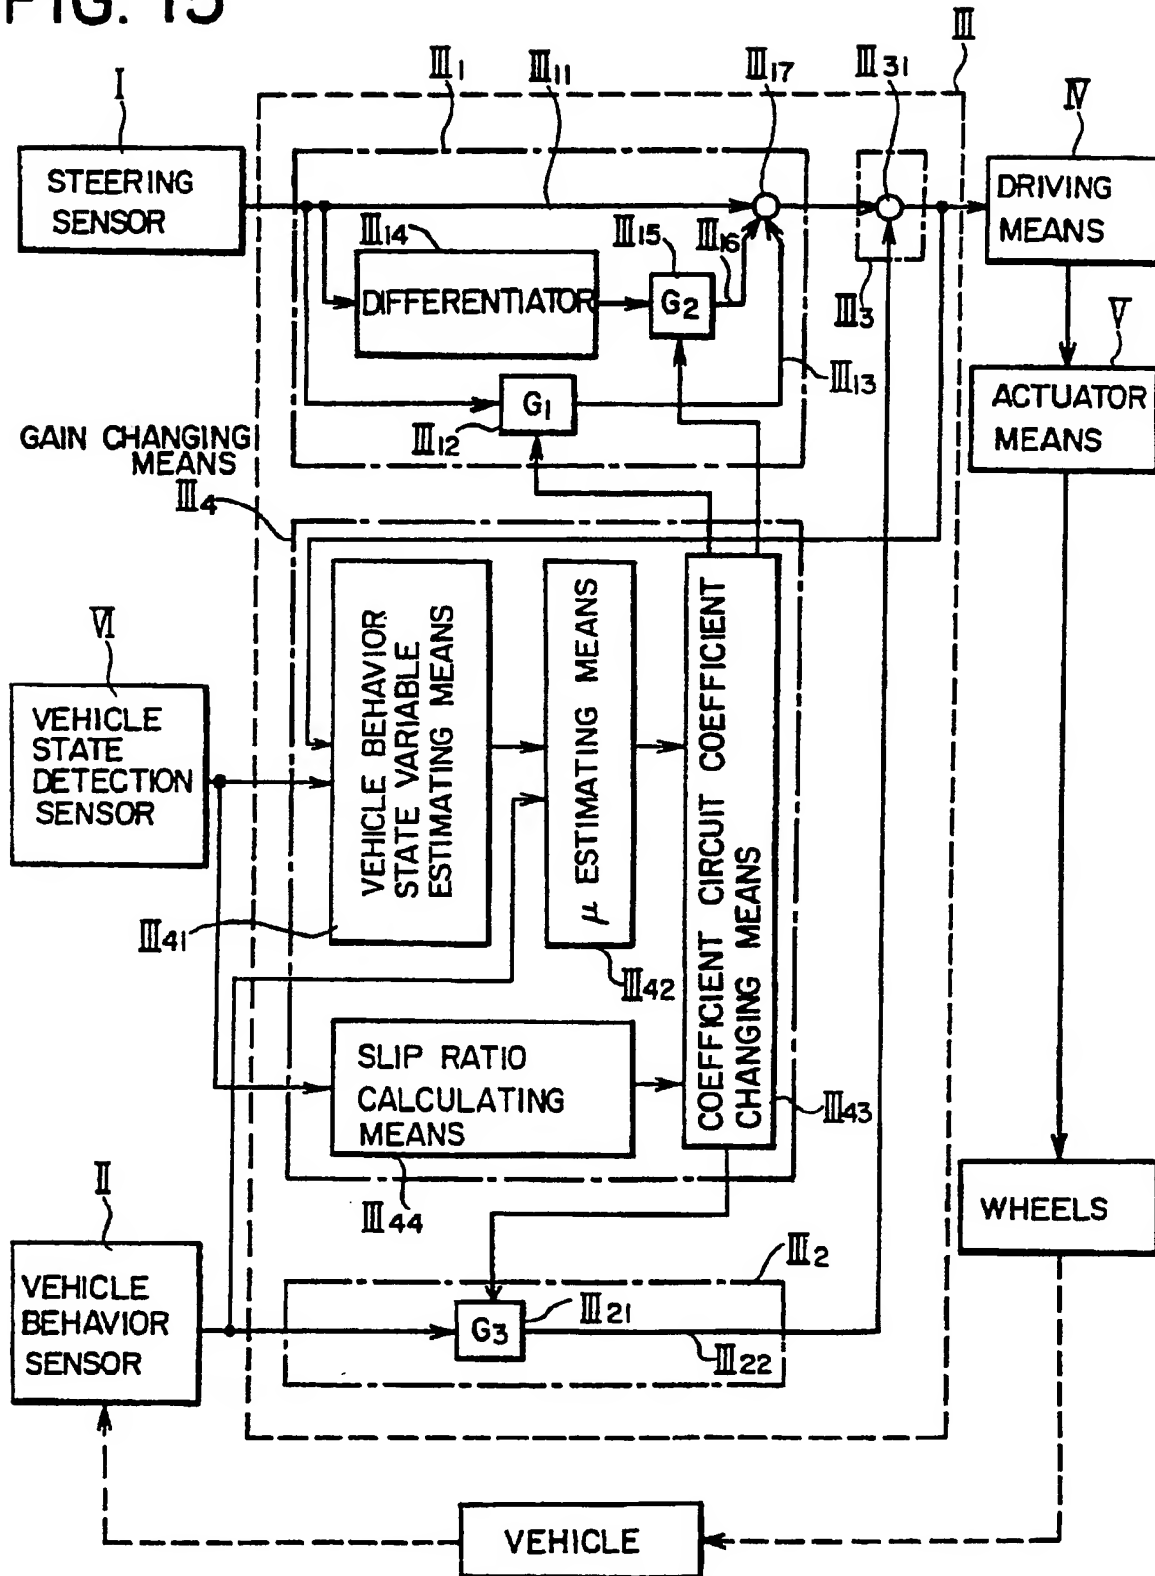 FIG. 15
III
III1
III11
III17
III31
I
IV
STEERING
SENSOR
DRIVING
MEANS
III14
III15
III16
DIFFERENTIATOR
G2
III3
V
III13
G1
III12
ACTUATOR
MEANS
GAIN CHANGING
MEANS
III4
VI
VEHICLE
STATE
DETECTION
SENSOR
VEHICLE BEHAVIOR
STATE VARIABLE
ESTIMATING MEANS
μ ESTIMATING MEANS
COEFFICIENT CIRCUIT COEFFICIENT
CHANGING MEANS
III41
III42
SLIP RATIO
CALCULATING
MEANS
III43
III44
II
WHEELS
VEHICLE
BEHAVIOR
SENSOR
III2
G3
III21
III22
VEHICLE